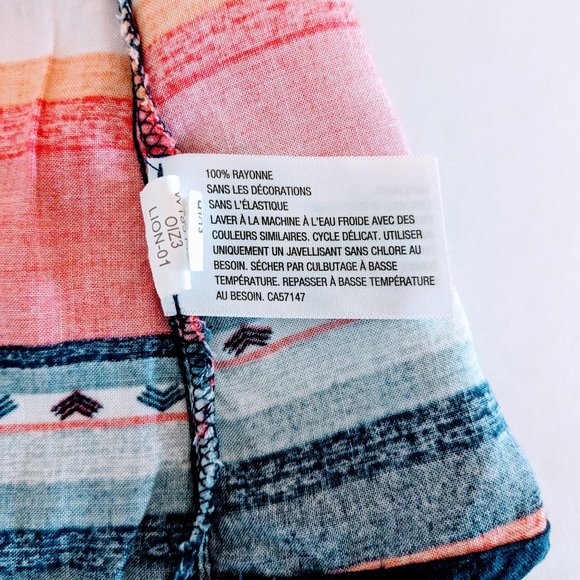 100% RAYONNE
SANS LES DÉCORATIONS
SANS L'ÉLASTIQUE
LAVER À LA MACHINE À L'EAU FROIDE AVEC DES
COULEURS SIMILAIRES. CYCLE DÉLICAT. UTILISER
UNIQUEMENT UN JAVELLISANT SANS CHLORE AU
BESOIN. SÉCHER PAR CULBUTAGE À BASSE
TEMPÉRATURE. REPASSER À BASSE TEMPÉRATURE
AU BESOIN. CA57147
OIZ3
LION-01